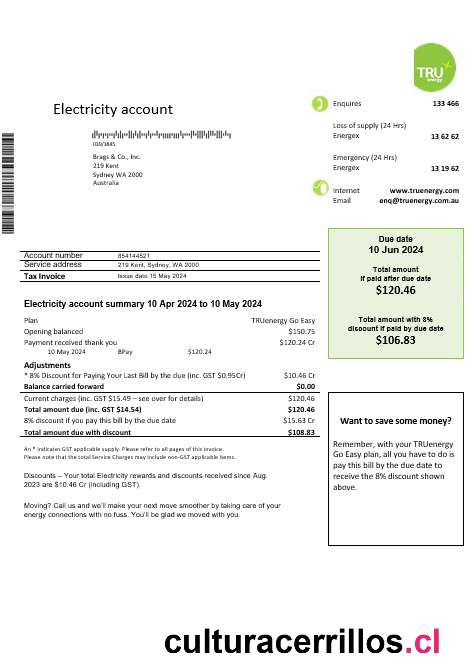 TRU
energy
Electricity account
Enquires 133 466
Loss of supply (24 Hrs)
Energex 13 62 62
Emergency (24 Hrs)
Energex 13 19 62
Internet www.truenergy.com
Email enq@truenergy.com.au
033/3845
Brags & Co., Inc.
219 Kent
Sydney WA 2000
Australia
Account number 854144521
Service address 219 Kent, Sydney, WA 2000
Tax Invoice Issue date 15 May 2024
Due date
10 Jun 2024
Total amount
if paid after due date
$120.46
Total amount with 8%
discount if paid by due date
$106.83
Electricity account summary 10 Apr 2024 to 10 May 2024
Plan TRUenergy Go Easy
Opening balanced $150.75
Payment received thank you $120.24 Cr
10 May 2024 BPay $120.24
Adjustments
* 8% Discount for Paying Your Last Bill by the due (inc. GST $0.95Cr) $10.46 Cr
Balance carried forward $0.00
Current charges (inc. GST $15.49 – see over for details) $120.46
Total amount due (inc. GST $14.54) $120.46
8% discount if you pay this bill by the due date $15.63 Cr
Total amount due with discount $108.83
An * Indicates GST applicable supply. Please refer to all pages of this invoice.
Please note that the total Service Charges may include non-GST applicable items.
Discounts – Your total Electricity rewards and discounts received since Aug.
2023 are $10.46 Cr (including GST).
Moving? Call us and we'll make your next move smoother by taking care of your
energy connections with no fuss. You'll be glad we moved with you.
Want to save some money?
Remember, with your TRUenergy
Go Easy plan, all you have to do is
pay this bill by the due date to
receive the 8% discount shown
above.
culturacerrillos.cl